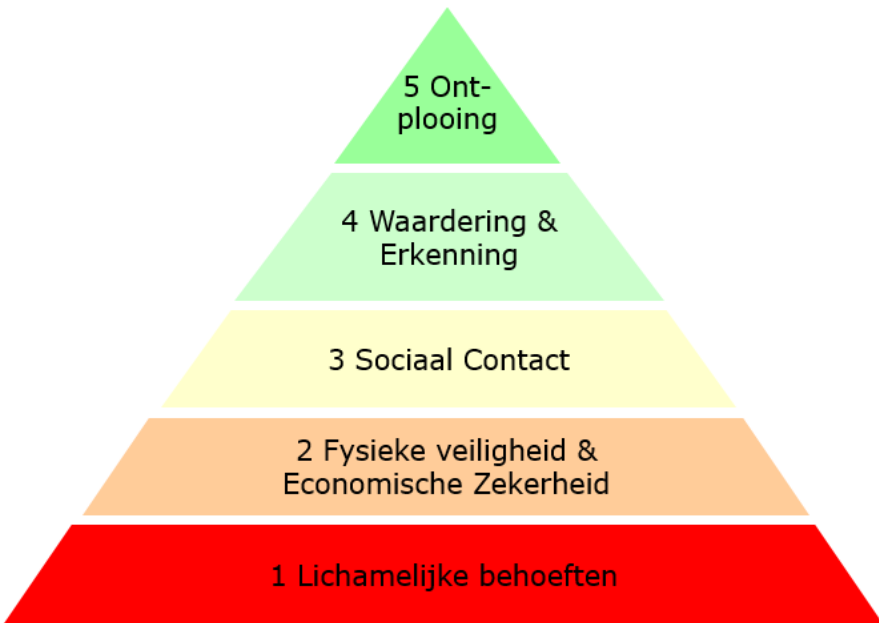 5 Ont-
plooing
4 Waardering &
Erkenning
3 Sociaal Contact
2 Fysieke veiligheid &
Economische Zekerheid
1 Lichamelijke behoeften